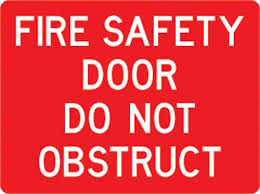 FIRE SAFETY
DOOR
DO NOT
OBSTRUCT